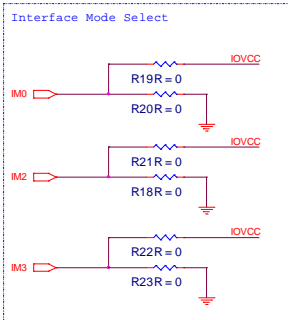 Interface Mode Select
IOVCC
R19R = 0
IM0
R20R = 0
IOVCC
R21R = 0
IM2
R18R = 0
IOVCC
R22R = 0
IM3
R23R = 0